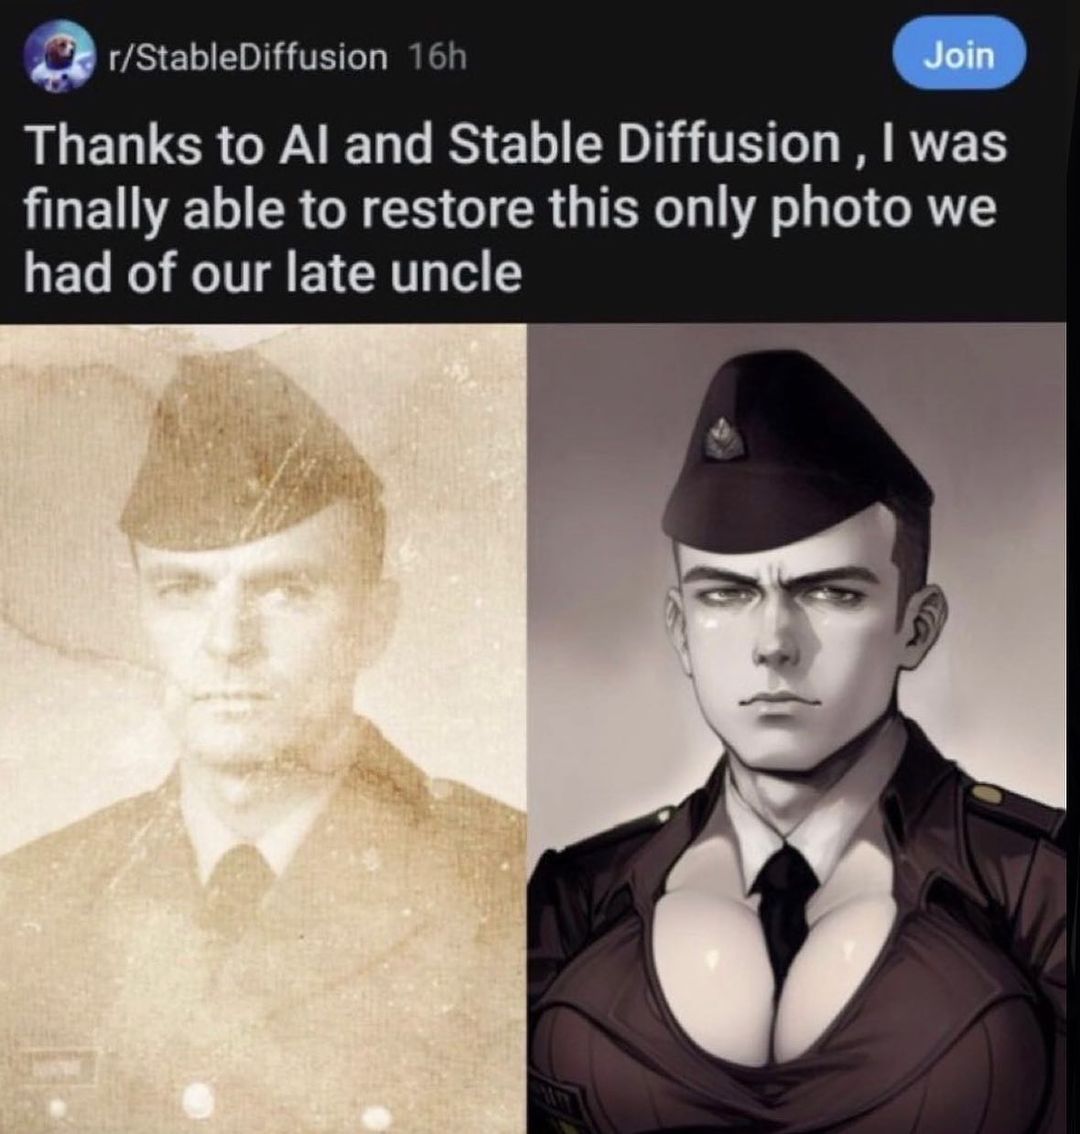 r/StableDiffusion 16h
Join
Thanks to AI and Stable Diffusion , I was
finally able to restore this only photo we
had of our late uncle